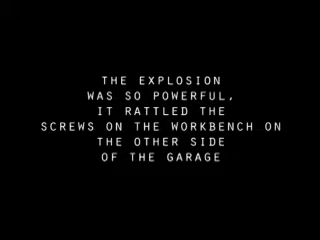 THE EXPLOSION
WAS SO POWERFUL,
IT RATTLED THE
SCREWS ON THE WORKBENCH ON
THE OTHER SIDE
OF THE GARAGE